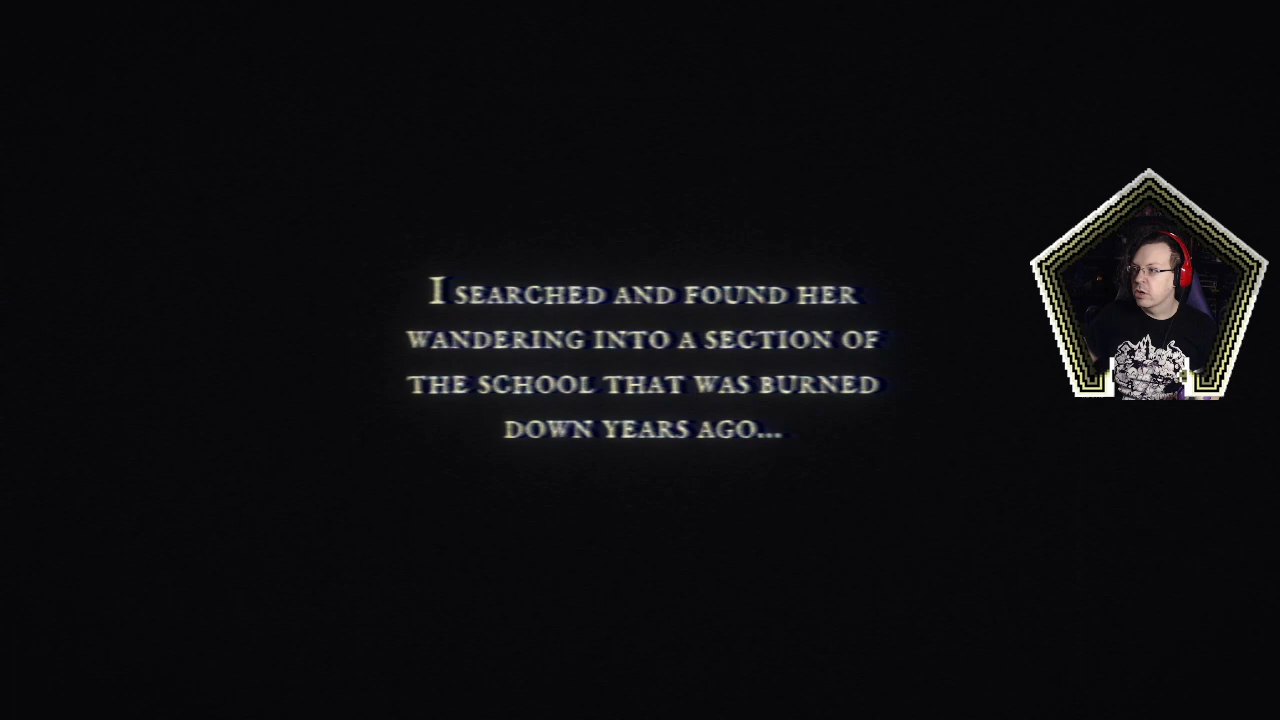 I SEARCHED AND FOUND HER
WANDERING INTO A SECTION OF
THE SCHOOL THAT WAS BURNED
DOWN YEARS AGO...